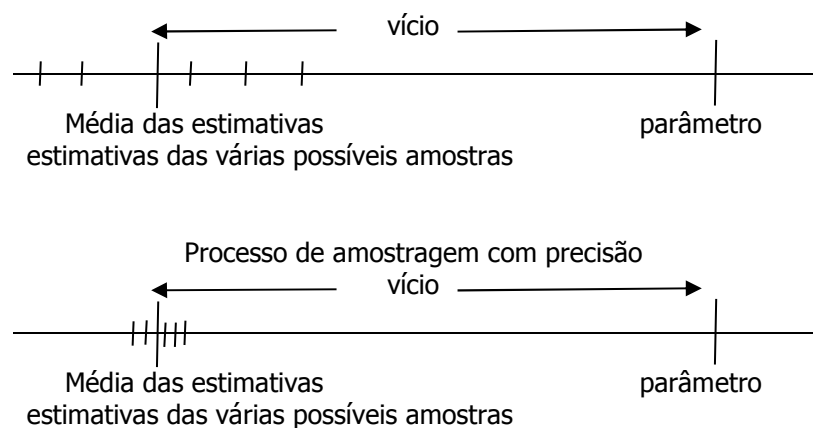 vício
Média das estimativas parâmetro
estimativas das várias possíveis amostras
Processo de amostragem com precisão
vício
Média das estimativas parâmetro
estimativas das várias possíveis amostras